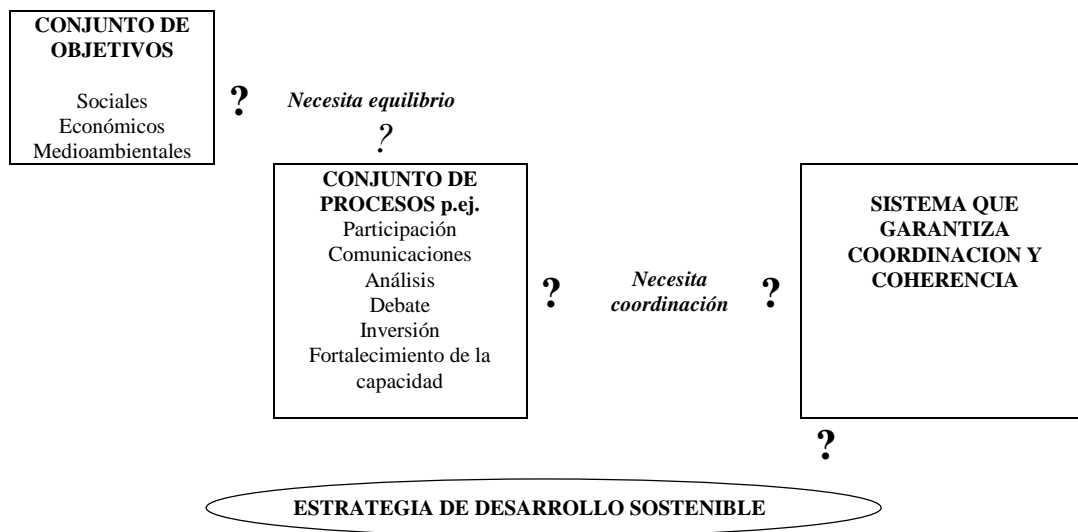 CONJUNTO DE
OBJETIVOS
Sociales
Económicos
Medioambientales
?
Necesita equilibrio
?
CONJUNTO DE
PROCESOS p.ej.
Participación
Comunicaciones
Análisis
Debate
Inversión
Fortalecimiento de la
capacidad
?
Necesita
coordinación
?
SISTEMA QUE
GARANTIZA
COORDINACION Y
COHERENCIA
?
ESTRATEGIA DE DESARROLLO SOSTENIBLE